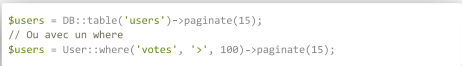 $users = DB::table('users')->paginate(15);
// Ou avec un where
$users = User::where('votes', '>', 100)->paginate(15);